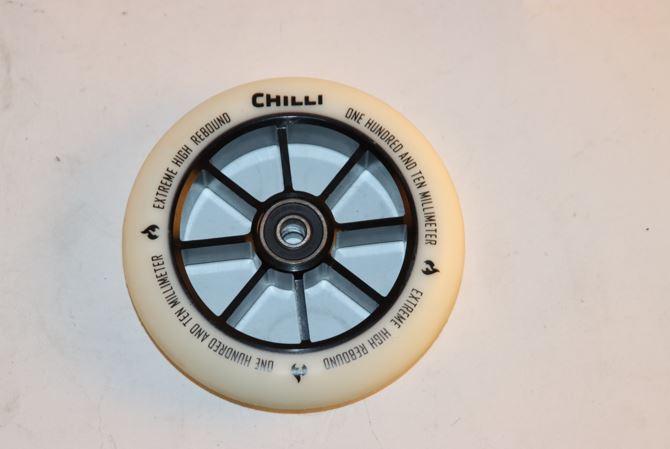 CHILLI
ONE HUNDRED AND TEN MILLIMETER
EXTREME HIGH REBOUND
ONE HUNDRED AND TEN MILLIMETER
EXTREME HIGH REBOUND